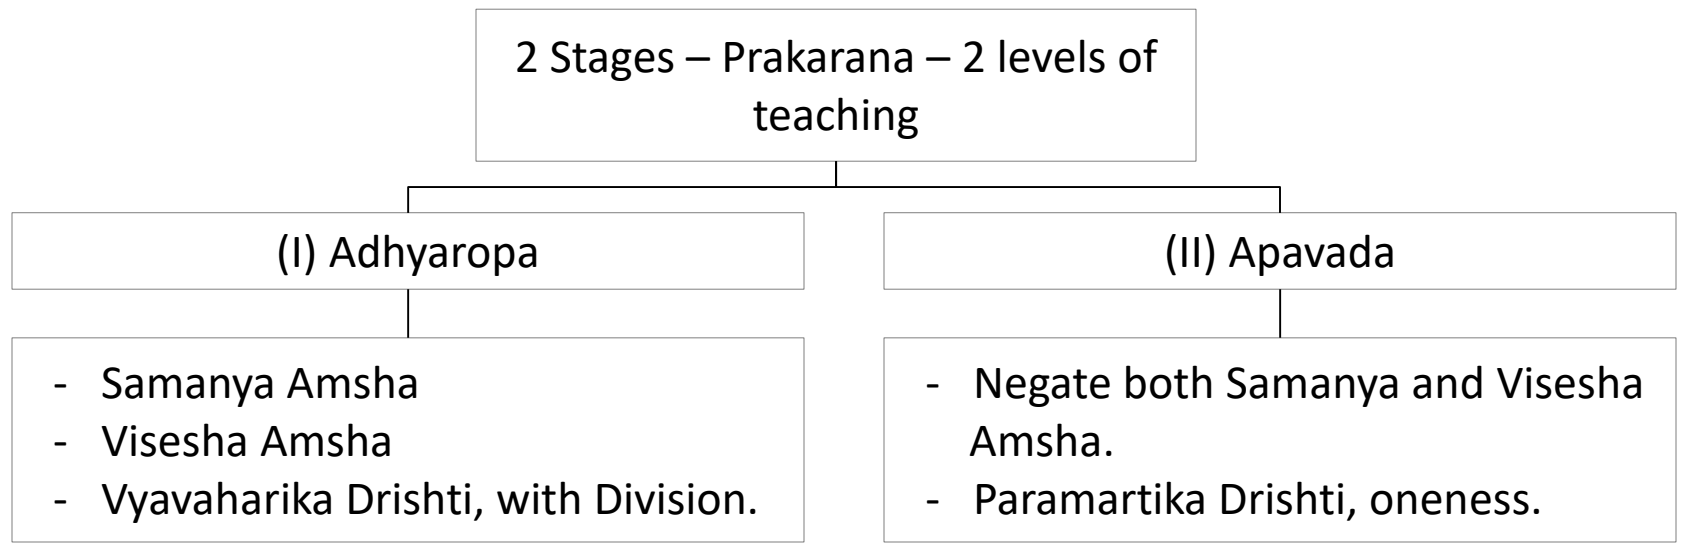 2 Stages – Prakarana – 2 levels of
teaching
(I) Adhyaropa
(II) Apavada
- Samanya Amsha
- Visesha Amsha
- Vyavaharika Drishti, with Division.
- Negate both Samanya and Visesha
Amsha.
- Paramartika Drishti, oneness.